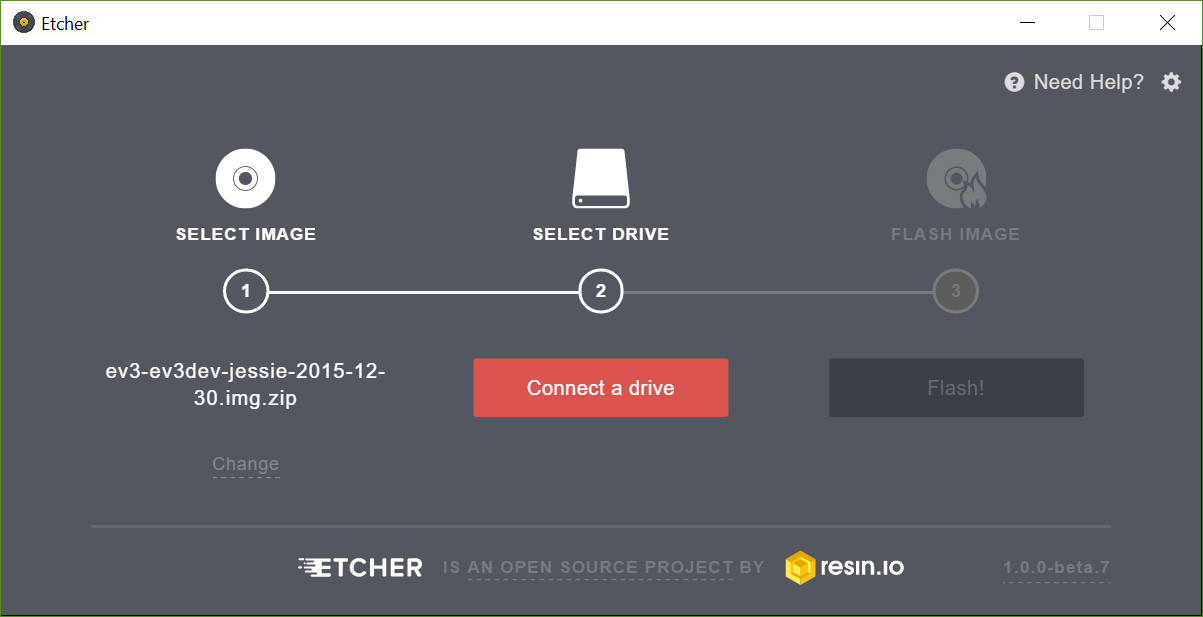 Etcher
Need Help?
SELECT IMAGE
SELECT DRIVE
FLASH IMAGE
1
2
3
ev3-ev3dev-jessie-2015-12-
30.img.zip
Connect a drive
Flash!
Change
ETCHER IS AN OPEN SOURCE PROJECT BY resin.io 1.0.0-beta.7